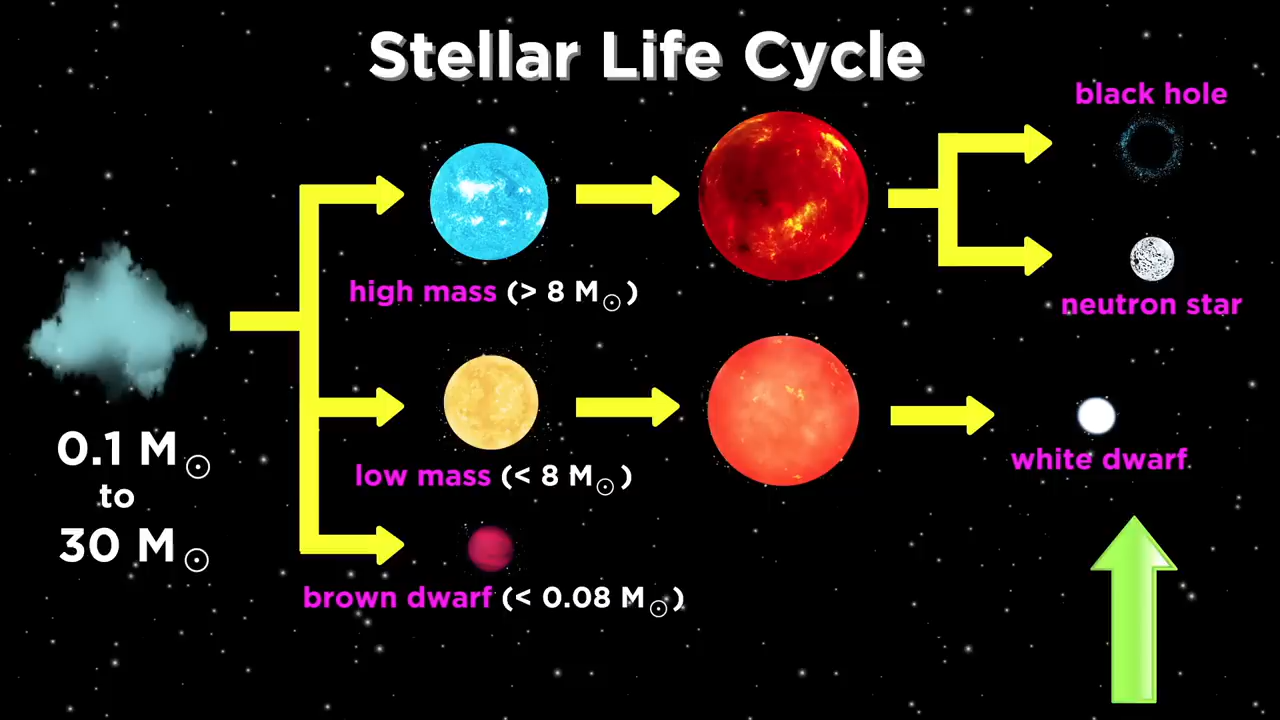 Stellar Life Cycle
black hole
high mass (> 8 M☉)
neutron star
0.1 M☉
to
30 M☉
low mass (< 8 M☉)
white dwarf
brown dwarf (< 0.08 M☉)